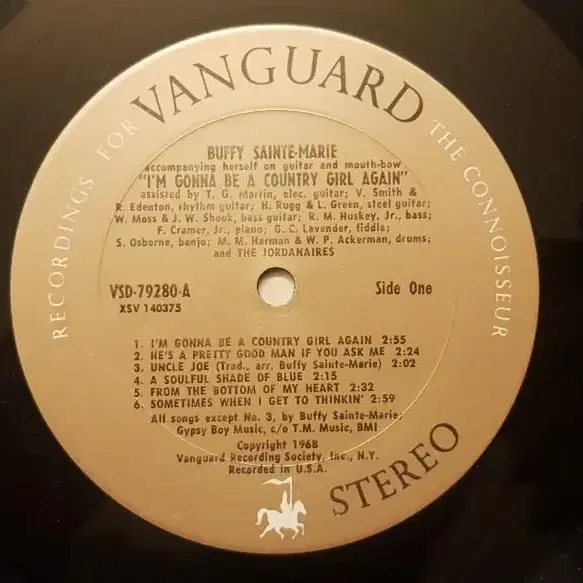 RECORDINGS FOR
VANGUARD
THE CONNOISSEUR
BUFFY SAINTE-MARIE
accompanying herself on guitar and mouth-bow
"I'M GONNA BE A COUNTRY GIRL AGAIN"
assisted by T. G. Martin, elec. guitar; V. Smith &
R. Edenton, rhythm guitar; H. Rugg & L. Green, steel guitar;
W. Moss & J. W. Shook, bass guitar; R. M. Huskey, Jr., bass;
F. Cramer, Jr., piano; G. C. Lavender, fiddle;
S. Osborne, banjo; M. M. Harman & W. P. Ackerman, drums;
and THE JORDANAIRES
VSD-79280-A
Side One
XSV 140375
1. I'M GONNA BE A COUNTRY GIRL AGAIN 2:55
2. HE'S A PRETTY GOOD MAN IF YOU ASK ME 2:24
3. UNCLE JOE (Trad., arr. Buffy Sainte-Marie) 2:02
4. A SOULFUL SHADE OF BLUE 2:15
5. FROM THE BOTTOM OF MY HEART 2:32
6. SOMETIMES WHEN I GET TO THINKIN' 2:59
All songs except No. 3, by Buffy Sainte-Marie;
Gypsy Boy Music, c/o T.M. Music, BMI
Copyright 1968
Vanguard Recording Society, Inc., N.Y.
Recorded in U.S.A.
STEREO